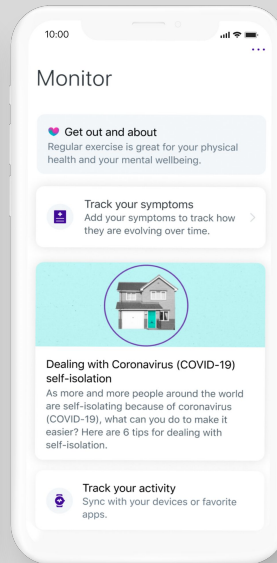 10:00
Monitor
Get out and about
Regular exercise is great for your physical
health and your mental wellbeing.
Track your symptoms
Add your symptoms to track how
they are evolving over time.
Dealing with Coronavirus (COVID-19)
self-isolation
As more and more people around the world
are self-isolating because of coronavirus
(COVID-19), what can you do to make it
easier? Here are 6 tips for dealing with
self-isolation.
Track your activity
Sync with your devices or favorite
apps.